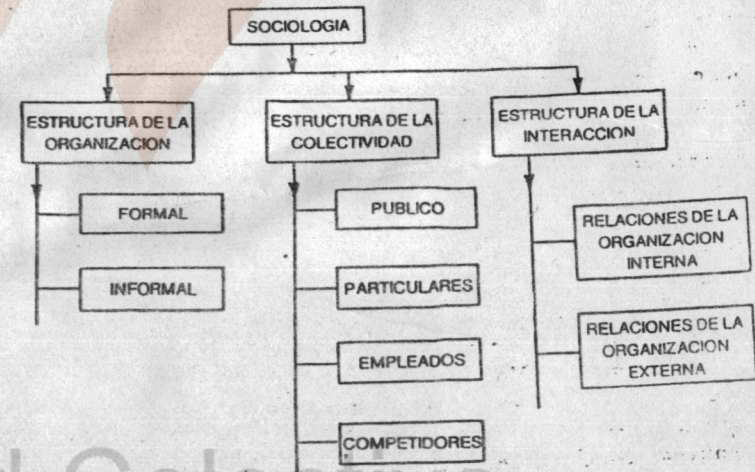 SOCIOLOGIA
ESTRUCTURA DE LA
ORGANIZACION
FORMAL
INFORMAL
ESTRUCTURA DE LA
COLECTIVIDAD
PUBLICO
PARTICULARES
EMPLEADOS
COMPETIDORES
ESTRUCTURA DE LA
INTERACCION
RELACIONES DE LA
ORGANIZACION
INTERNA
RELACIONES DE LA
ORGANIZACION
EXTERNA